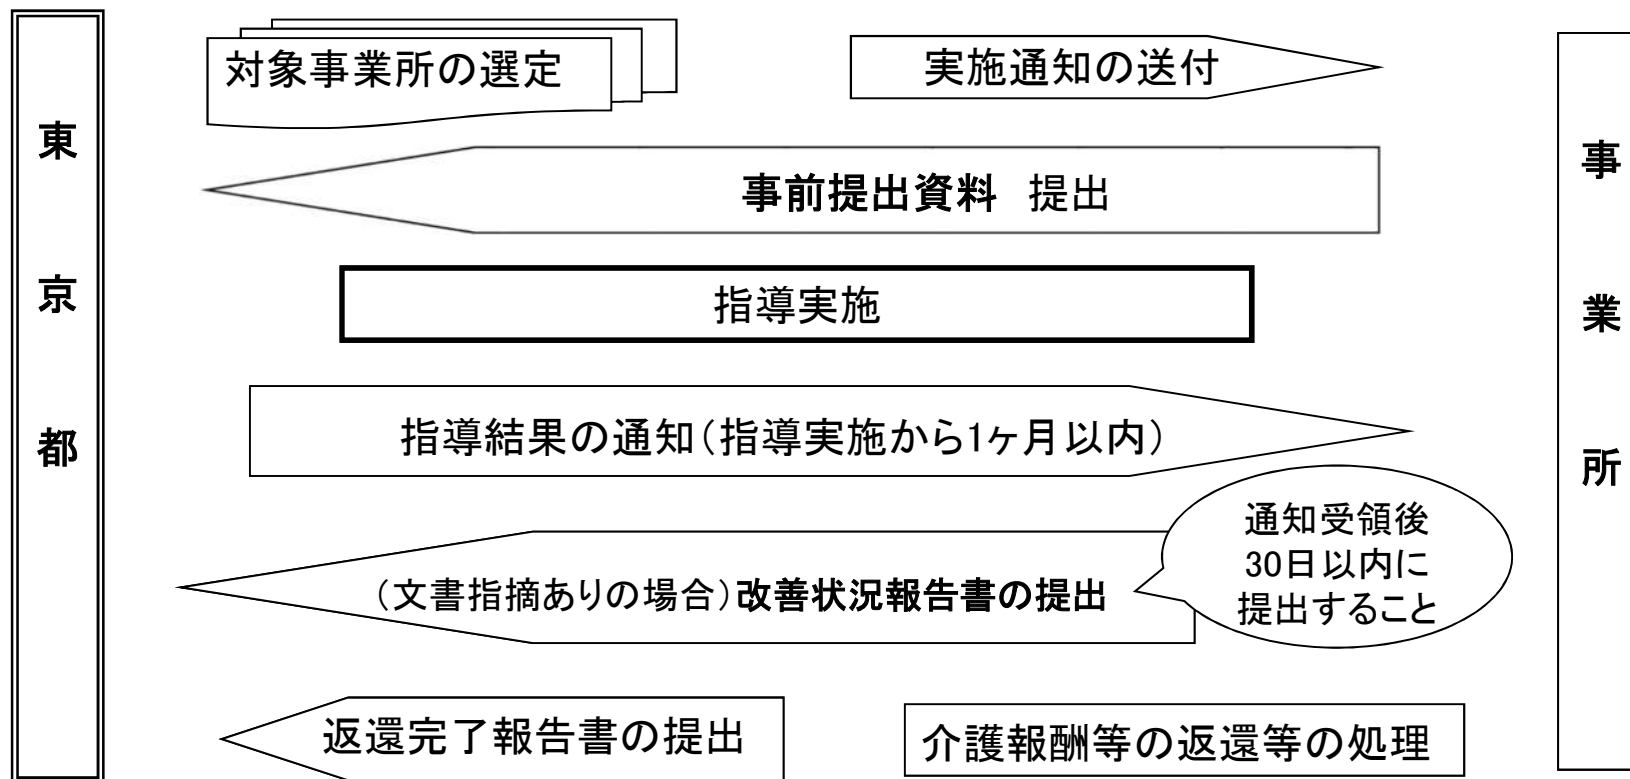 東京都
対象事業所の選定
実施通知の送付
事前提出資料　提出
指導実施
指導結果の通知（指導実施から1ヶ月以内）
（文書指摘ありの場合）改善状況報告書の提出
通知受領後
30日以内に
提出すること
返還完了報告書の提出
介護報酬等の返還等の処理
事業所